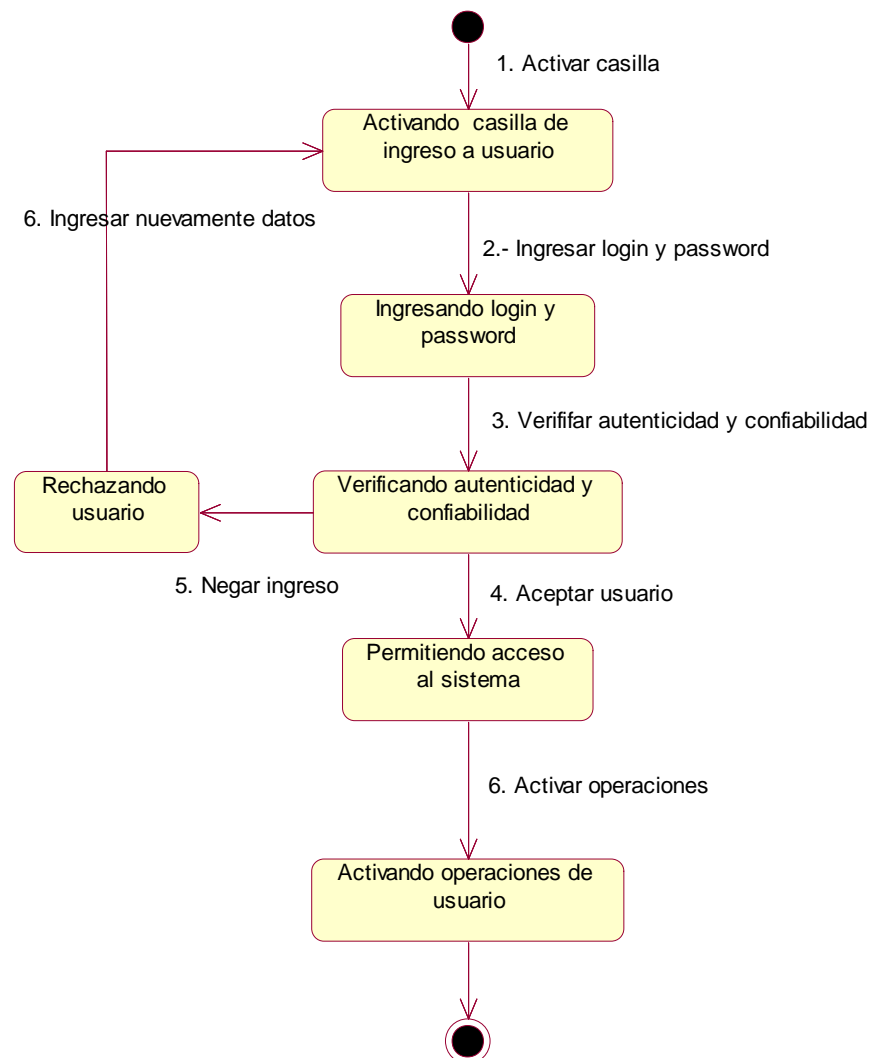 1. Activar casilla
Activando  casilla de
ingreso a usuario
6. Ingresar nuevamente datos
2.- Ingresar login y password
Ingresando login y
password
3. Verififar autenticidad y confiabilidad
Rechazando
usuario
Verificando autenticidad y
confiabilidad
5. Negar ingreso
4. Aceptar usuario
Permitiendo acceso
al sistema
6. Activar operaciones
Activando operaciones de
usuario